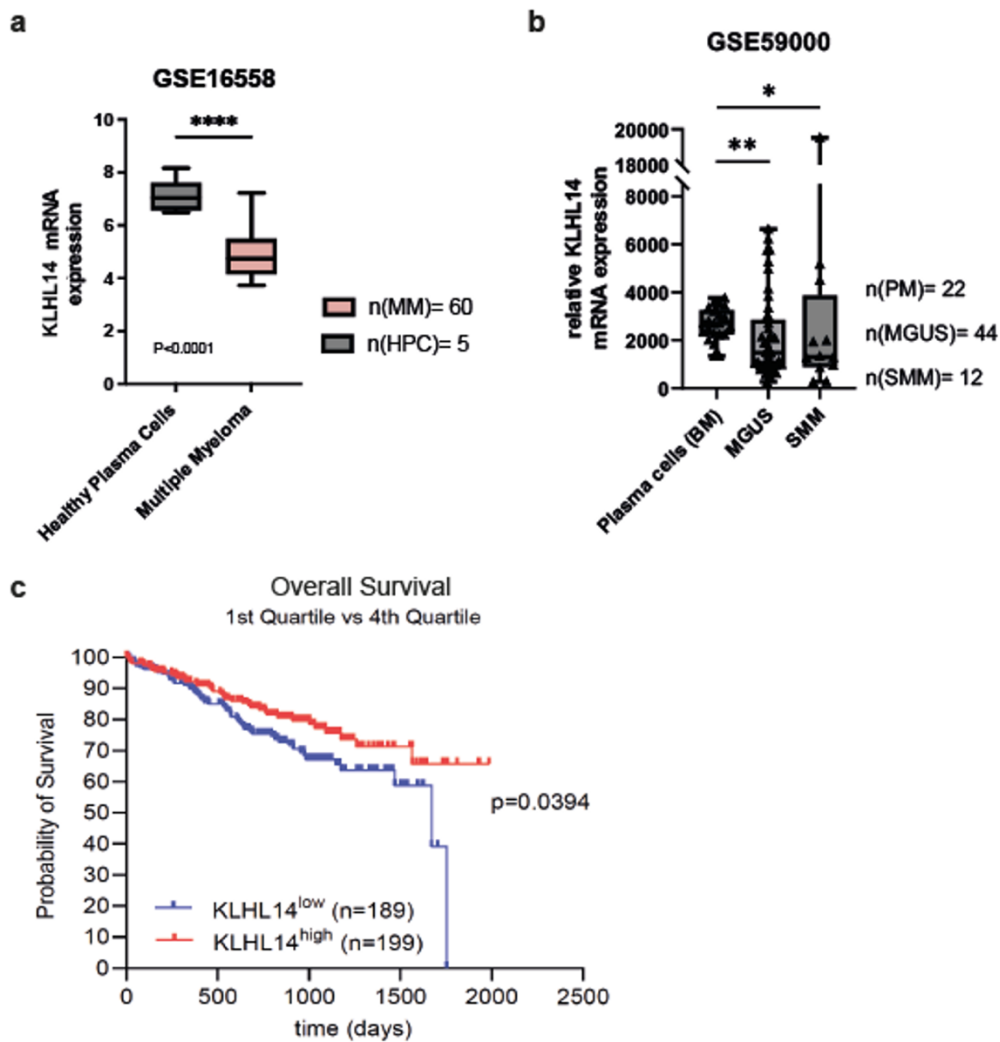 a
GSE16558
****
10
8
6
4
2
0
KLHL14 mRNA
expression
P<0.0001
n(MM)= 60
n(HPC)= 5
Healthy Plasma Cells
Multiple Myeloma
b
GSE59000
*
**
20000
18000
8000
6000
4000
2000
0
relative KLHL14
mRNA expression
n(PM)= 22
n(MGUS)= 44
n(SMM)= 12
Plasma cells (BM)
MGUS
SMM
c
Overall Survival
1st Quartile vs 4th Quartile
100
90
80
70
60
50
40
30
20
10
0
Probability of Survival
p=0.0394
KLHL14low (n=189)
KLHL14high (n=199)
0 500 1000 1500 2000 2500
time (days)